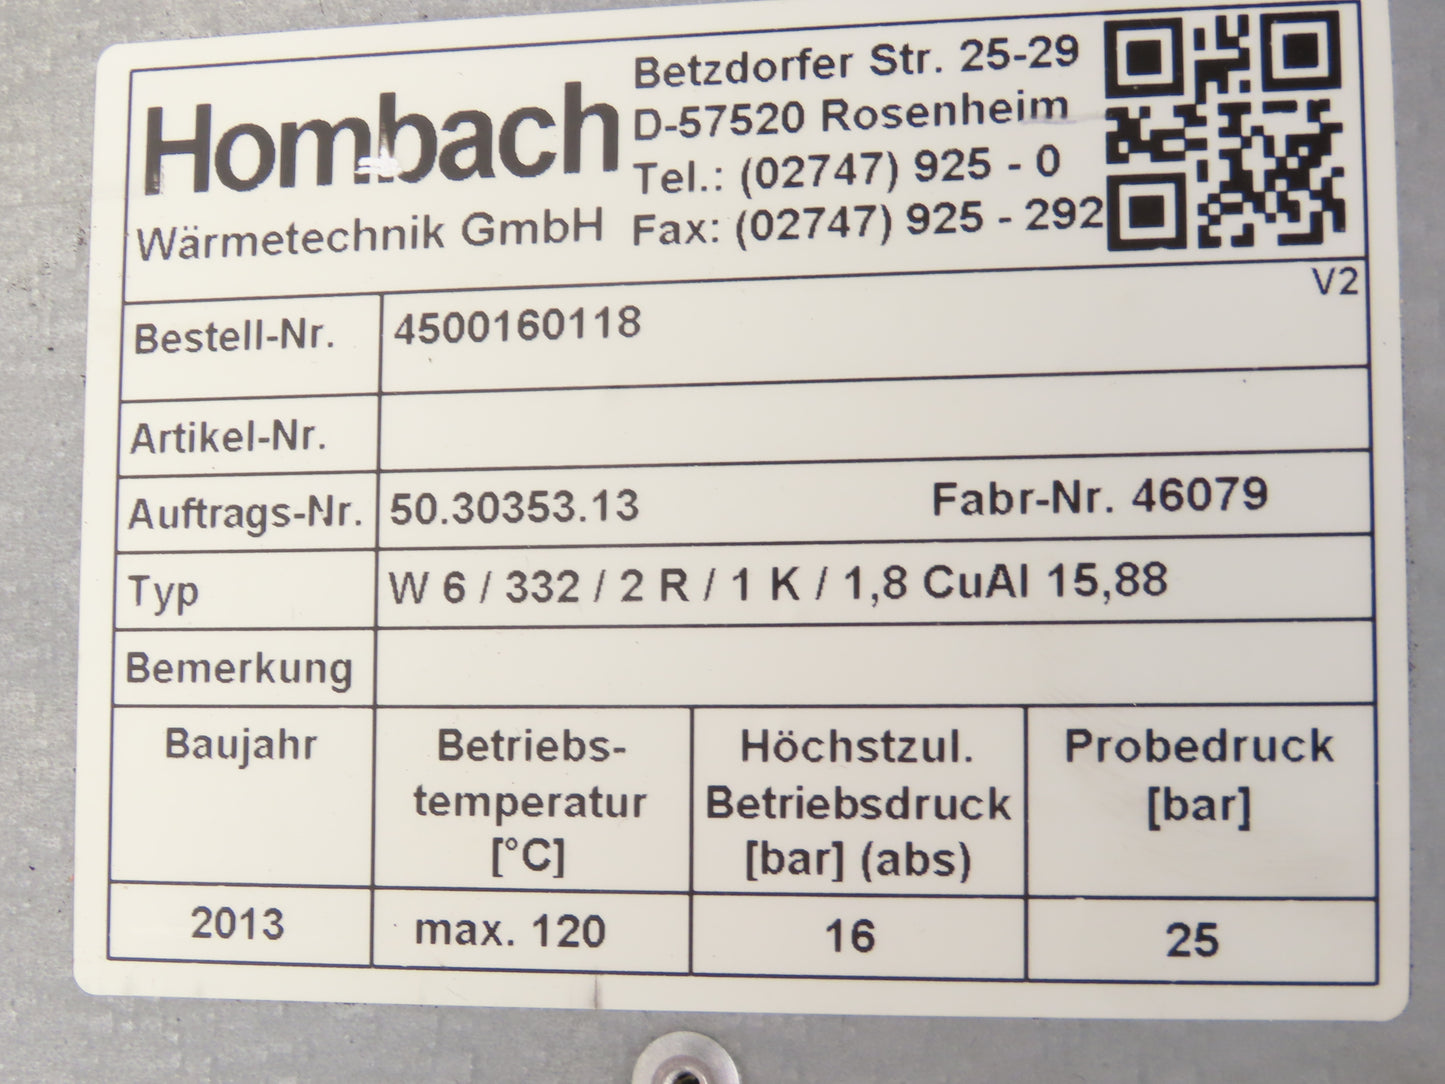 Hombach
Wärmetechnik GmbH
Betzdorfer Str. 25-29
D-57520 Rosenheim
Tel.: (02747) 925 - 0
Fax: (02747) 925 - 292
V2
Bestell-Nr. 4500160118
Artikel-Nr.
Auftrags-Nr. 50.30353.13 Fabr-Nr. 46079
Typ W 6 / 332 / 2 R / 1 K / 1,8 CuAl 15,88
Bemerkung
Baujahr
Betriebs-
temperatur
[°C]
Höchstzul.
Betriebsdruck
[bar] (abs)
Probedruck
[bar]
2013 max. 120 16 25